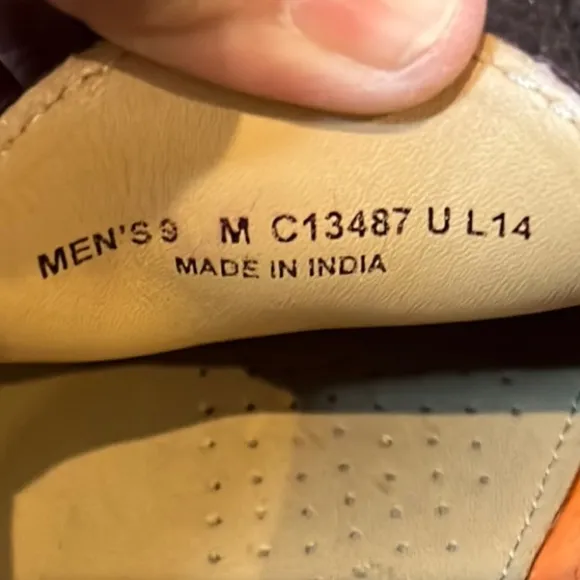 MEN'S 9 M C13487 U L14
MADE IN INDIA